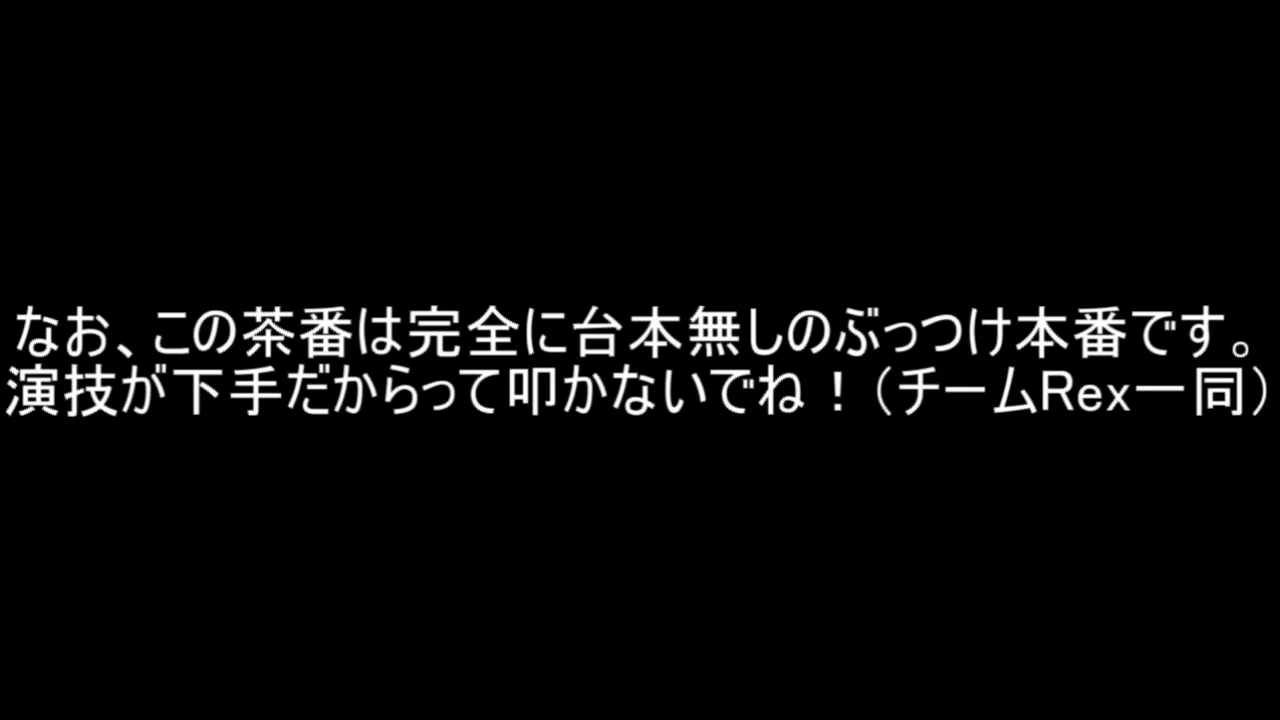 なお、この茶番は完全に台本無しのぶっつけ本番です。
演技が下手だからって叩かないでね！（チームRex一同）